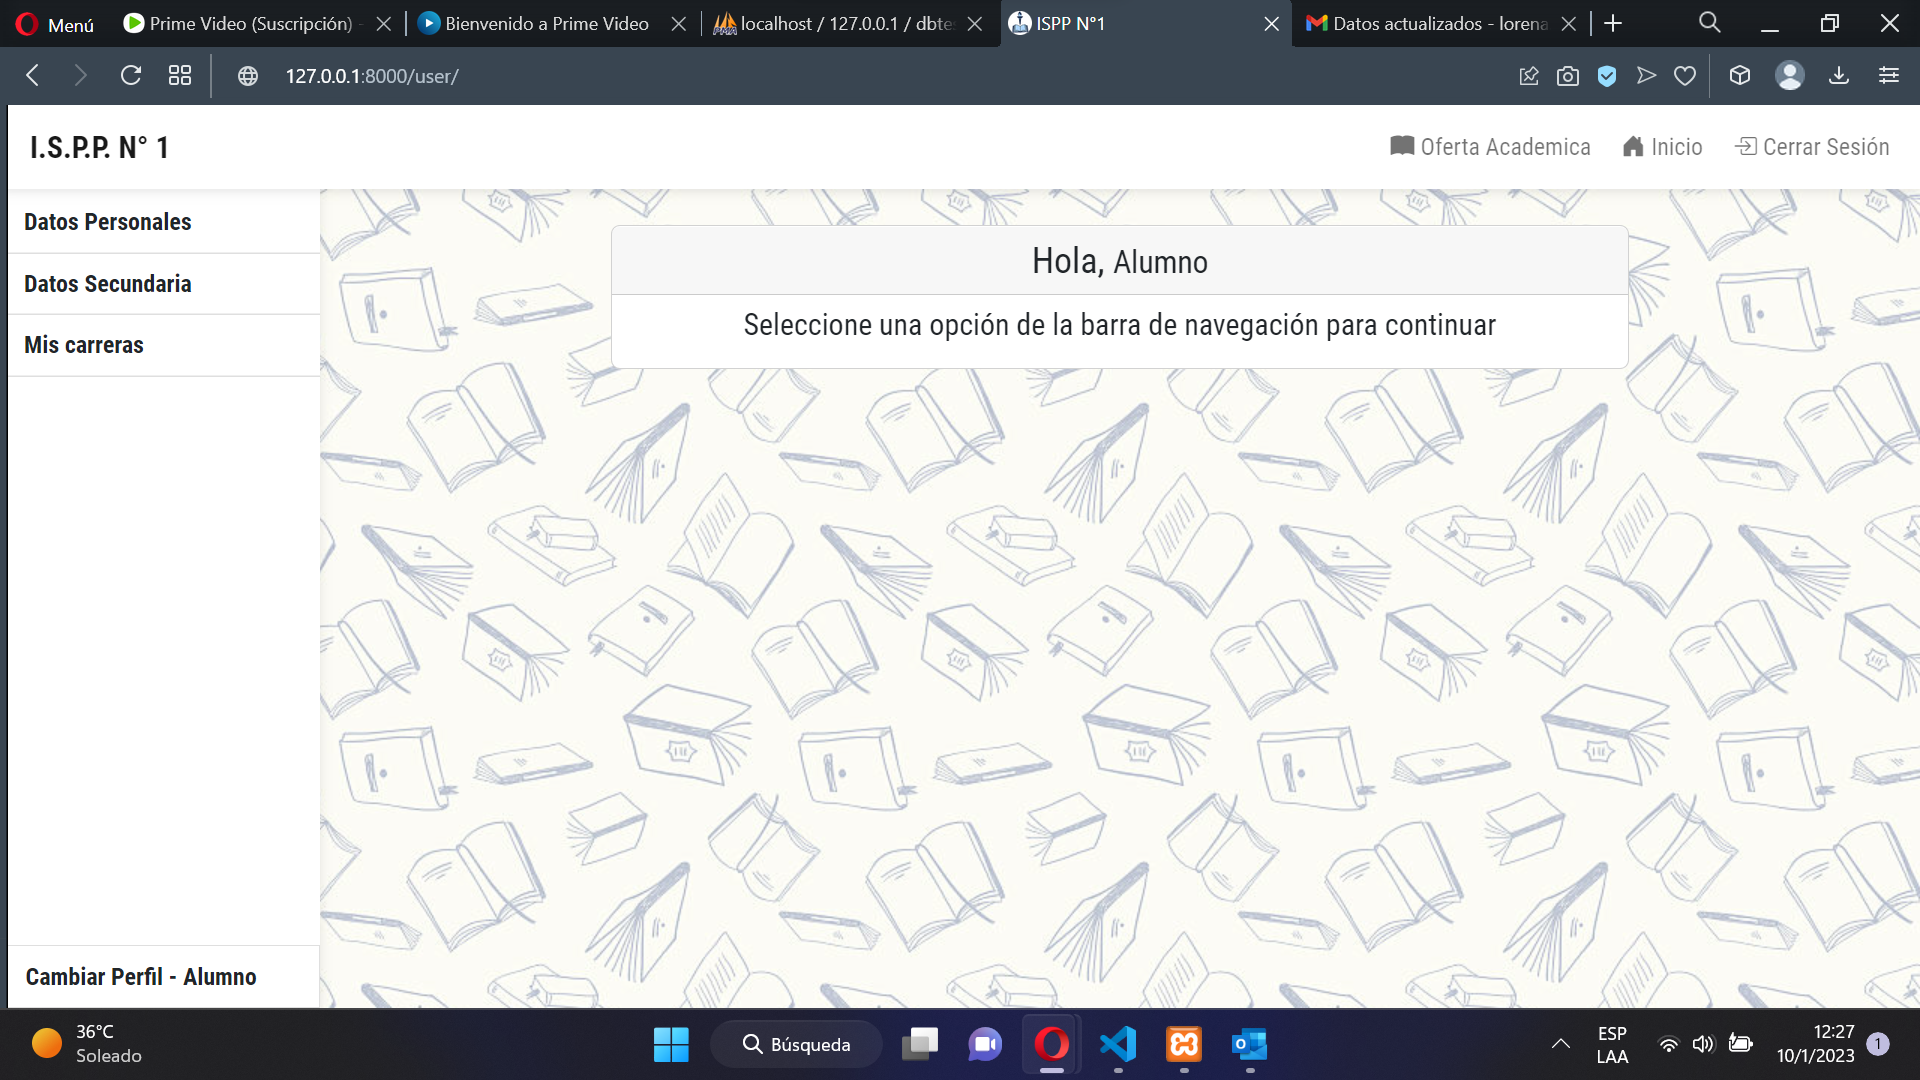 Menú
Prime Video (Suscripción) -
Bienvenido a Prime Video
localhost / 127.0.0.1 / dbtes
ISPP N°1
Datos actualizados - lorena
127.0.0.1:8000/user/
I.S.P.P. N° 1
Oferta Academica
Inicio
Cerrar Sesión
Datos Personales
Datos Secundaria
Mis carreras
Hola, Alumno
Seleccione una opción de la barra de navegación para continuar
Cambiar Perfil - Alumno
36°C
Soleado
Búsqueda
ESP
LAA
12:27
10/1/2023
1